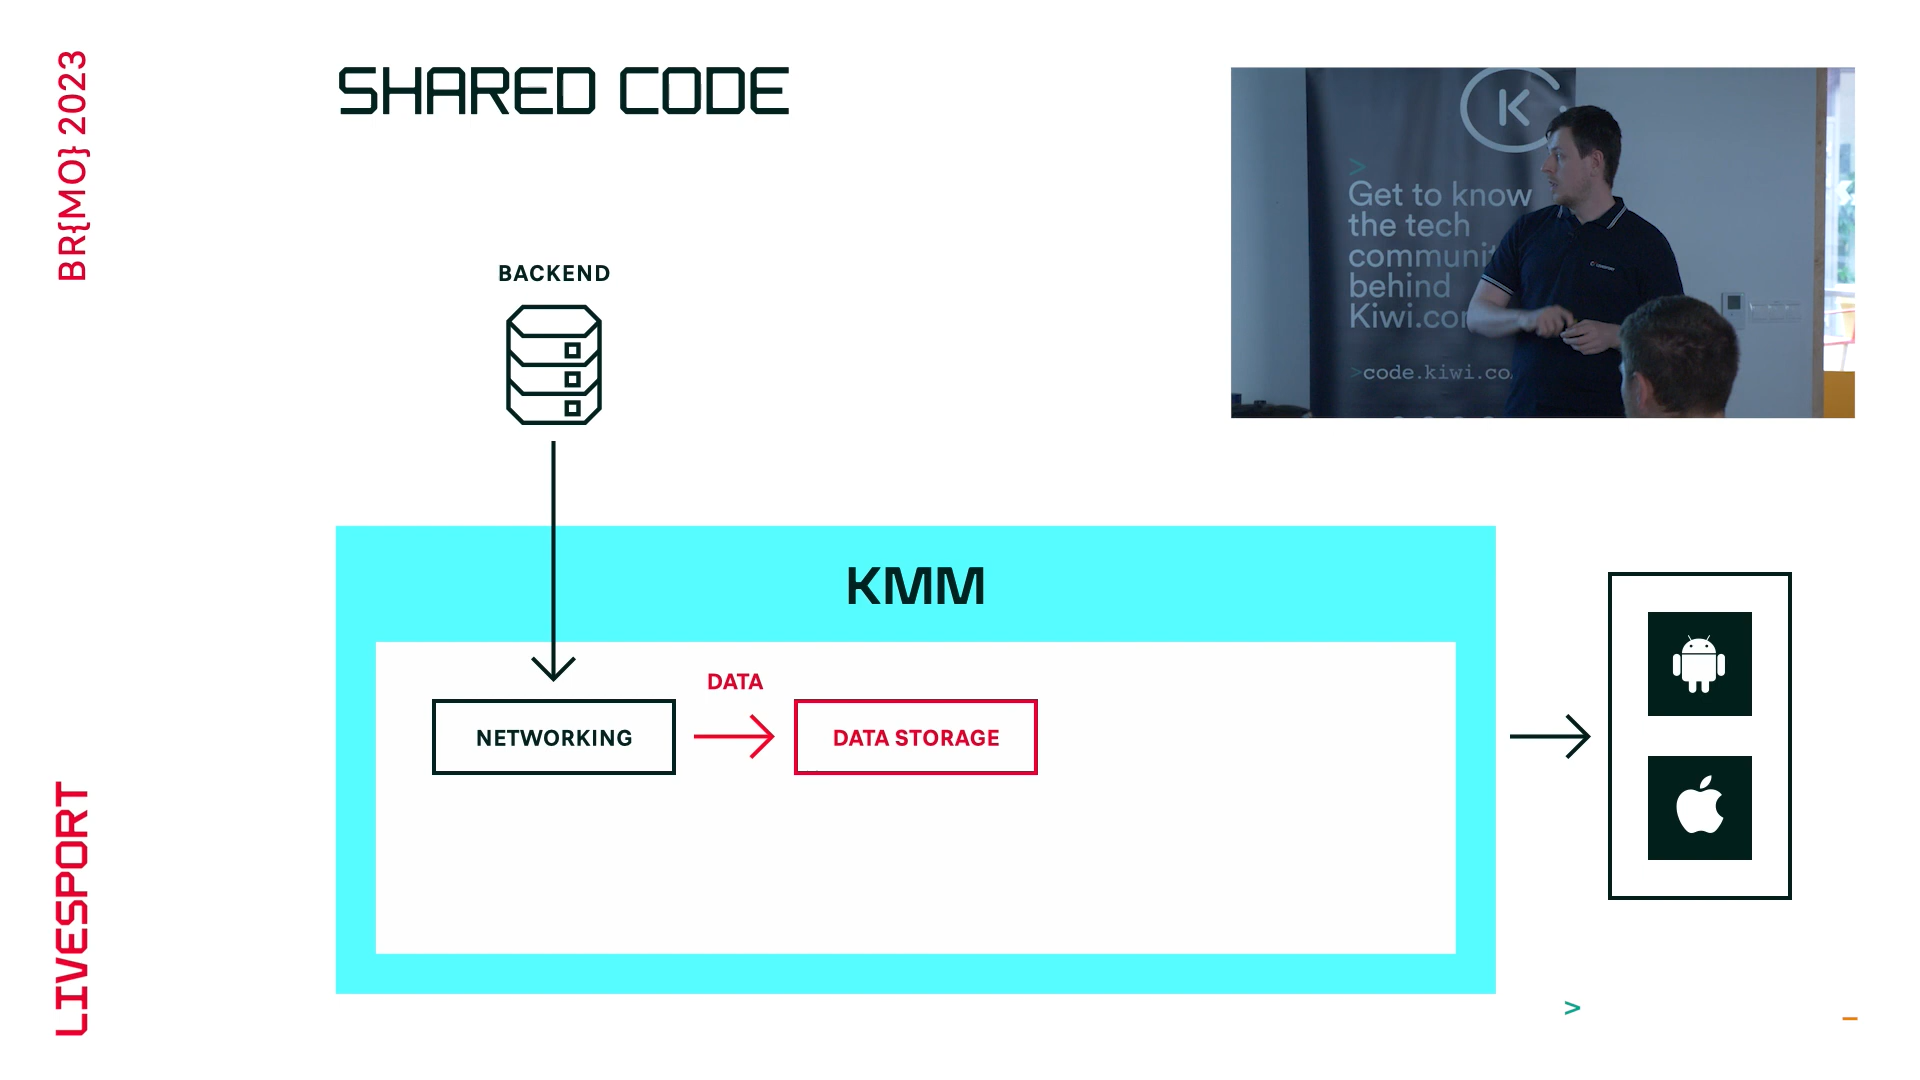 BR{MO} 2023
LIVESPORT
SHARED CODE
K
>
Get to know
the tech
communi
behind
Kiwi.co
>code.kiwi.co
BACKEND
KMM
DATA
NETWORKING
DATA STORAGE
>
_